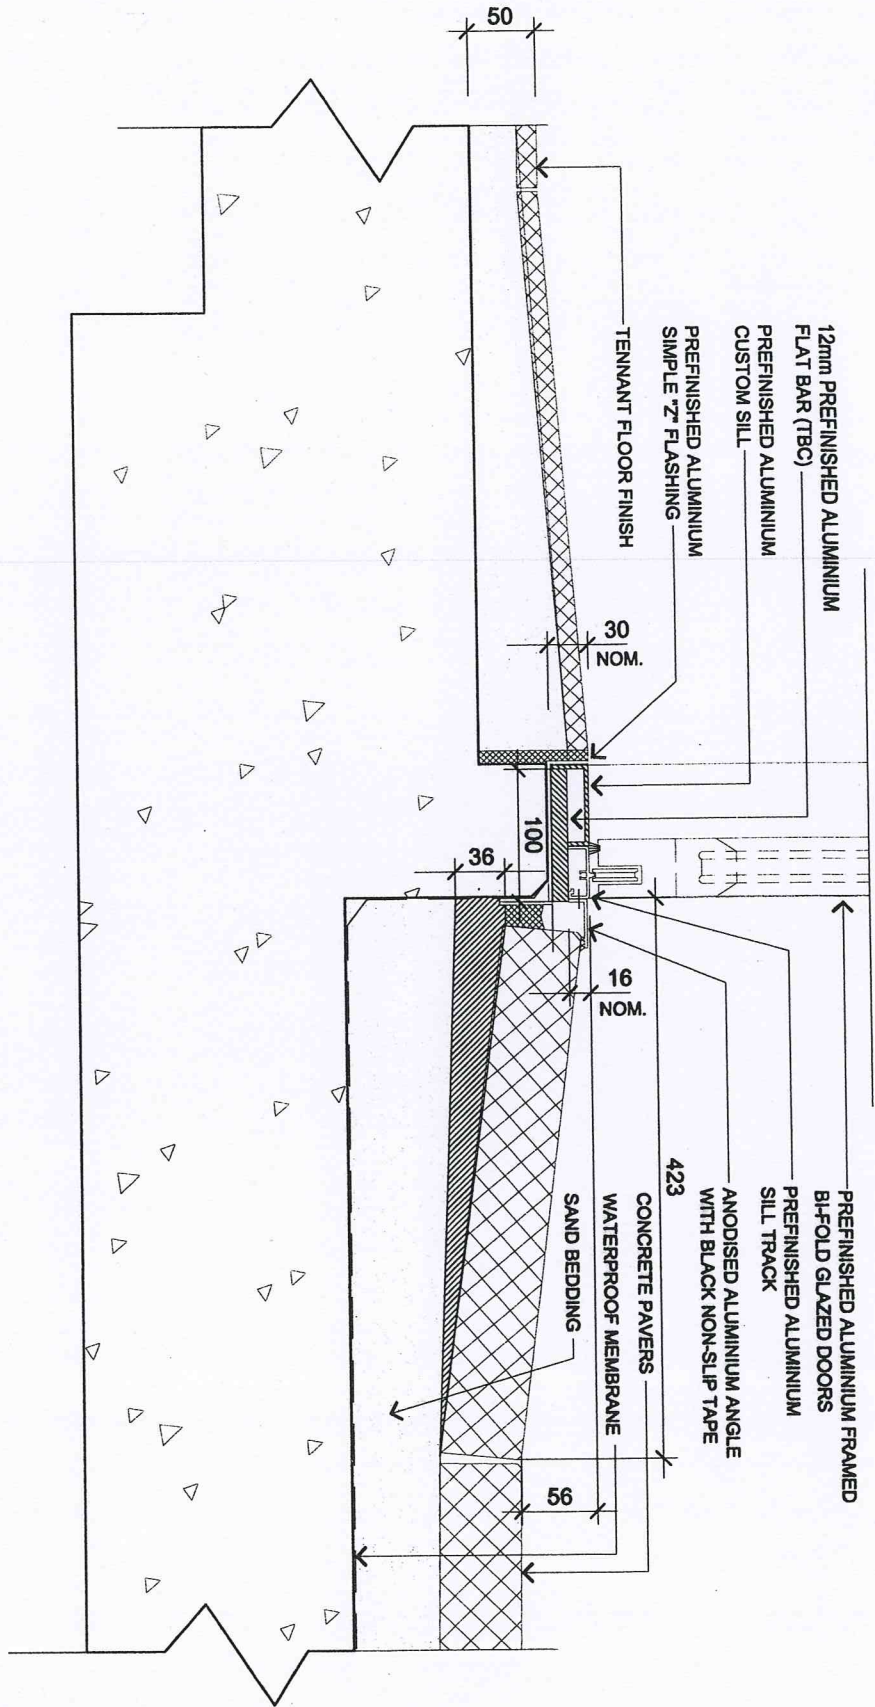 50
12mm PREFINISHED ALUMINIUM
FLAT BAR (TBC)
PREFINISHED ALUMINIUM
CUSTOM SILL
PREFINISHED ALUMINIUM
SIMPLE "Z" FLASHING
TENNANT FLOOR FINISH
30
NOM.
100
36
16
NOM.
423
56
PREFINISHED ALUMINIUM FRAMED
BI-FOLD GLAZED DOORS
PREFINISHED ALUMINIUM
SILL TRACK
ANODISED ALUMINIUM ANGLE
WITH BLACK NON-SLIP TAPE
CONCRETE PAVERS
WATERPROOF MEMBRANE
SAND BEDDING